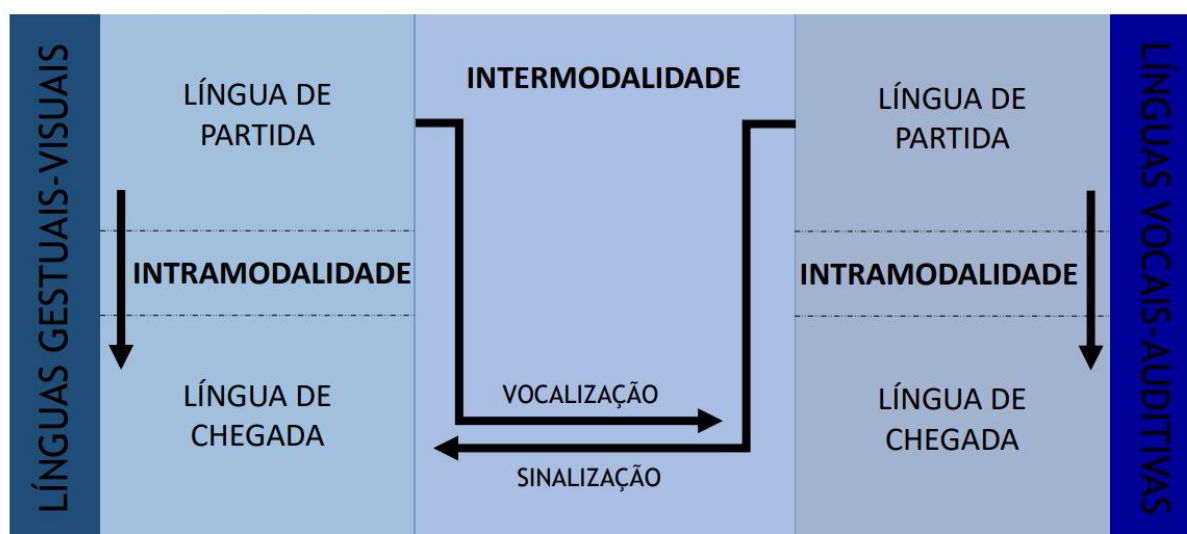 LÍNGUAS GESTUAIS-VISUAIS
LÍNGUA DE
PARTIDA
INTRAMODALIDADE
LÍNGUA DE
CHEGADA
INTERMODALIDADE
VOCALIZAÇÃO
SINALIZAÇÃO
LÍNGUA DE
PARTIDA
INTRAMODALIDADE
LÍNGUA DE
CHEGADA
LÍNGUAS VOCAIS-AUDITIVAS